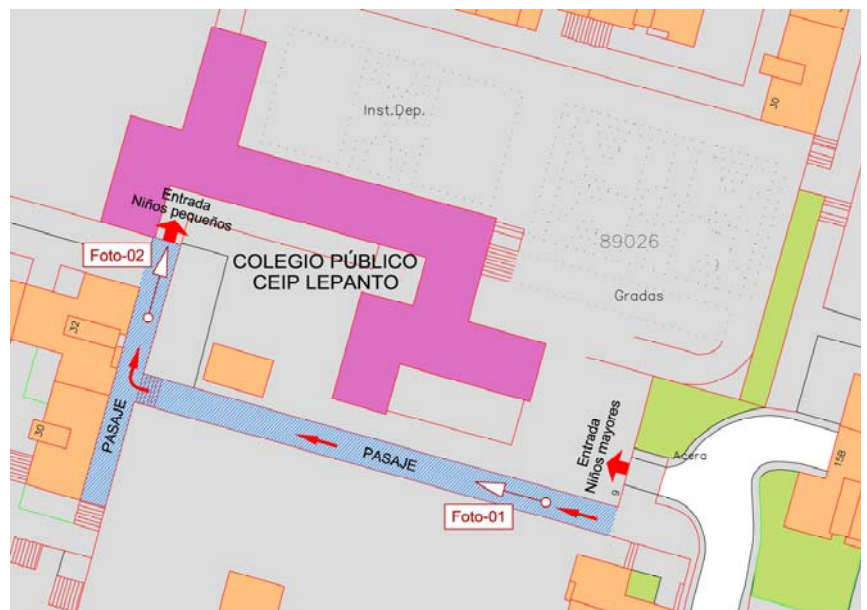 30
Inst.Dep.
Entrada
Niños pequeños
Foto-02
COLEGIO PÚBLICO
CEIP LEPANTO
89026
Gradas
32
30
PASAJE
PASAJE
Entrada
Niños mayores
Acera
15B
9
Foto-01